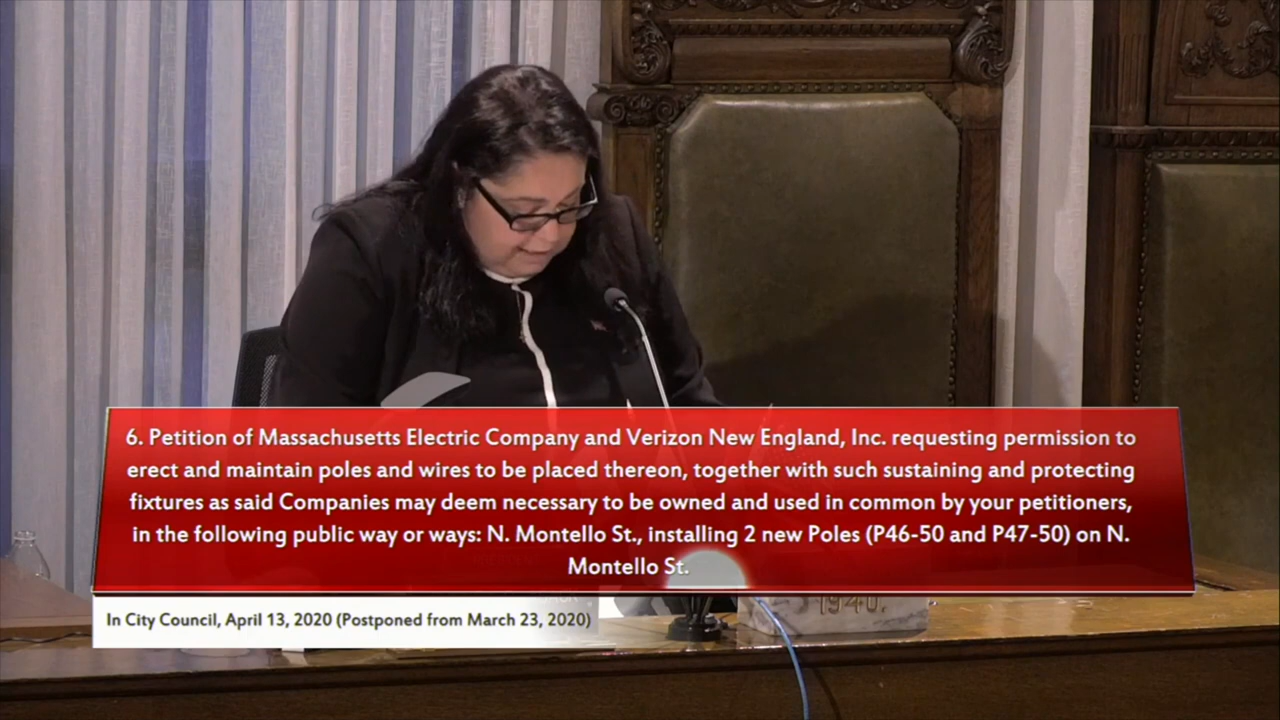 6. Petition of Massachusetts Electric Company and Verizon New England, Inc. requesting permission to
erect and maintain poles and wires to be placed thereon, together with such sustaining and protecting
fixtures as said Companies may deem necessary to be owned and used in common by your petitioners,
in the following public way or ways: N. Montello St., installing 2 new Poles (P46-50 and P47-50) on N.
Montello St.
In City Council, April 13, 2020 (Postponed from March 23, 2020)
1940.